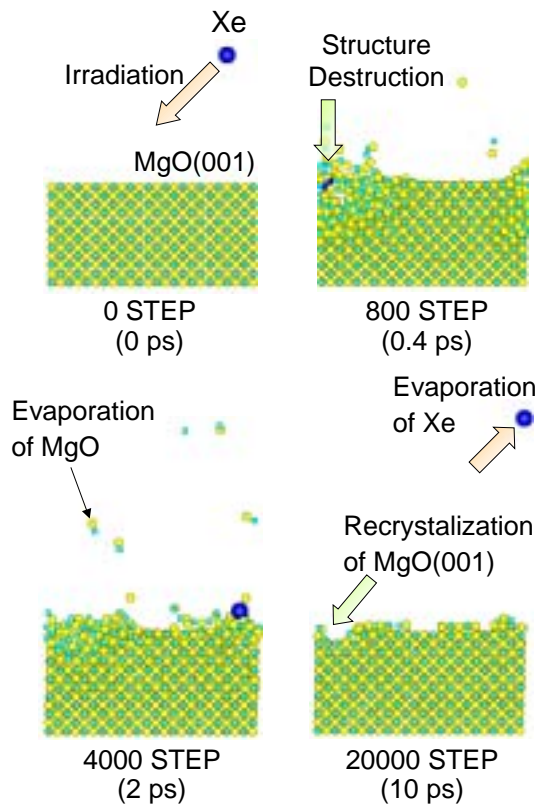 Xe
Irradiation
MgO(001)
0 STEP
(0 ps)
Structure
Destruction
800 STEP
(0.4 ps)
Evaporation
of MgO
4000 STEP
(2 ps)
Evaporation
of Xe
Recrystalization
of MgO(001)
20000 STEP
(10 ps)